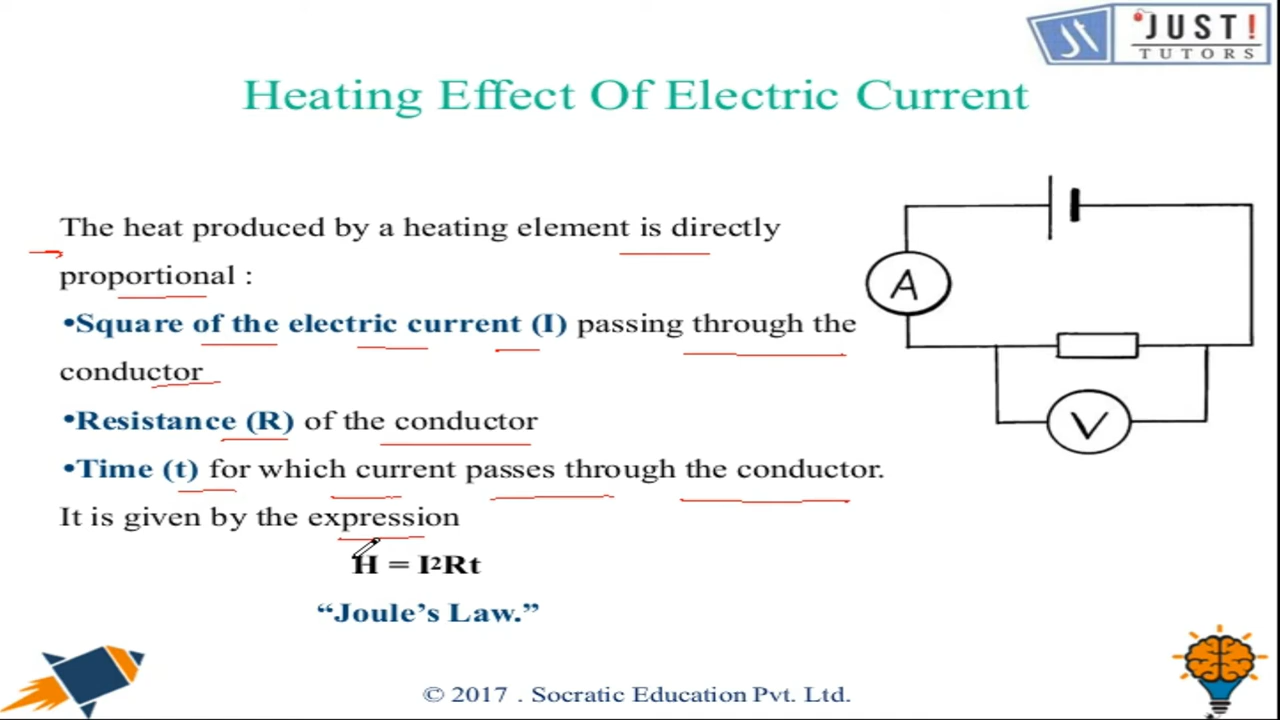 JUST!
TUTORS
Heating Effect Of Electric Current
The heat produced by a heating element is directly
proportional :
•Square of the electric current (I) passing through the
conductor
•Resistance (R) of the conductor
•Time (t) for which current passes through the conductor.
It is given by the expression
H = I²Rt
“Joule’s Law.”
A
V
© 2017 . Socratic Education Pvt. Ltd.